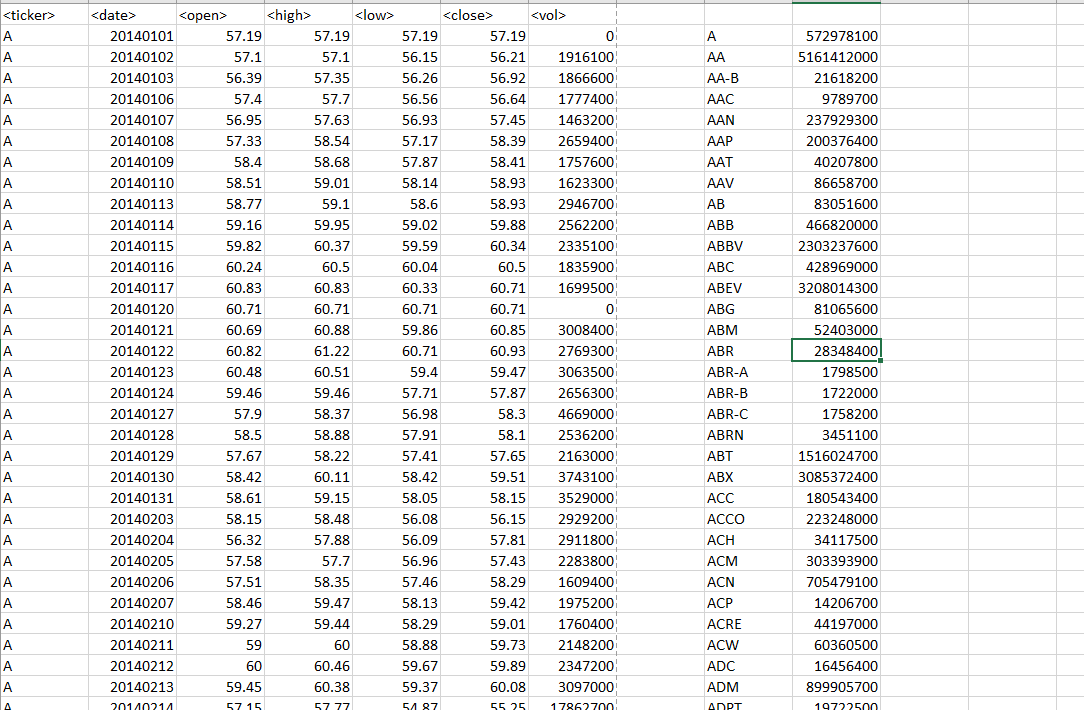 <ticker> <date> <open> <high> <low> <close> <vol>
A 20140101 57.19 57.19 57.19 57.19 0 A 572978100
A 20140102 57.1 57.1 56.15 56.21 1916100 AA 5161412000
A 20140103 56.39 57.35 56.26 56.92 1866600 AA-B 21618200
A 20140106 57.4 57.7 56.56 56.64 1777400 AAC 9789700
A 20140107 56.95 57.63 56.93 57.45 1463200 AAN 237929300
A 20140108 57.33 58.54 57.17 58.39 2659400 AAP 200376400
A 20140109 58.4 58.68 57.87 58.41 1757600 AAT 40207800
A 20140110 58.51 59.01 58.14 58.93 1623300 AAV 86658700
A 20140113 58.77 59.1 58.6 58.93 2946700 AB 83051600
A 20140114 59.16 59.95 59.02 59.88 2562200 ABB 466820000
A 20140115 59.82 60.37 59.59 60.34 2335100 ABBV 2303237600
A 20140116 60.24 60.5 60.04 60.5 1835900 ABC 428969000
A 20140117 60.83 60.83 60.33 60.71 1699500 ABEV 3208014300
A 20140120 60.71 60.71 60.71 60.71 0 ABG 81065600
A 20140121 60.69 60.88 59.86 60.85 3008400 ABM 52403000
A 20140122 60.82 61.22 60.71 60.93 2769300 ABR 28348400
A 20140123 60.48 60.51 59.4 59.47 3063500 ABR-A 1798500
A 20140124 59.46 59.46 57.71 57.87 2656300 ABR-B 1722000
A 20140127 57.9 58.37 56.98 58.3 4669000 ABR-C 1758200
A 20140128 58.5 58.88 57.91 58.1 2536200 ABRN 3451100
A 20140129 57.67 58.22 57.41 57.65 2163000 ABT 1516024700
A 20140130 58.42 60.11 58.42 59.51 3743100 ABX 3085372400
A 20140131 58.61 59.15 58.05 58.15 3529000 ACC 180543400
A 20140203 58.15 58.48 56.08 56.15 2929200 ACCO 223248000
A 20140204 56.32 57.88 56.09 57.81 2911800 ACH 34117500
A 20140205 57.58 57.7 56.96 57.43 2283800 ACM 303393900
A 20140206 57.51 58.35 57.46 58.29 1609400 ACN 705479100
A 20140207 58.46 59.47 58.13 59.42 1975200 ACP 14206700
A 20140210 59.27 59.44 58.29 59.01 1760400 ACRE 44197000
A 20140211 59 60 58.88 59.73 2148200 ACW 60360500
A 20140212 60 60.46 59.67 59.89 2347200 ADC 16456400
A 20140213 59.45 60.38 59.37 60.08 3097000 ADM 899905700
A 20140214 57.15 57.77 54.87 55.25 17862700 ADPT 19722500